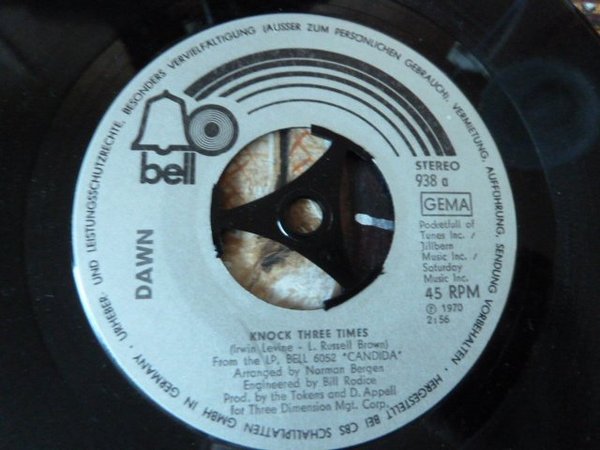 URHEBER- UND LEISTUNGSSCHUTZRECHTE, BESONDERS VERVIELFÄLTIGUNG (AUSSER ZUM PERSÖNLICHEN GEBRAUCH), VERMIETUNG, AUFFÜHRUNG, SENDUNG VORBEHALTEN ·
HERGESTELLT BEI CBS SCHALLPLATTEN GMBH IN GERMANY ·
bell
STEREO
938 a
GEMA
Pocketfull of
Tunes Inc. /
Jillbern
Music Inc. /
Saturday
Music Inc.
45 RPM
℗ 1970
2:56
DAWN
KNOCK THREE TIMES
(Irwin Levine - L. Russell Brown)
From the LP, BELL 6052 "CANDIDA"
Arranged by Norman Bergen
Engineered by Bill Radice
Prod. by the Tokens and D. Appell
for Three Dimension Mgt. Corp.